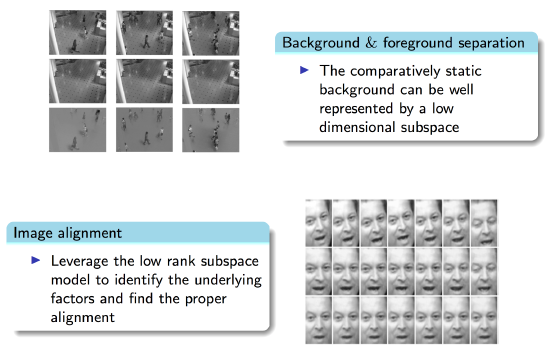 Background & foreground separation
► The comparatively static
background can be well
represented by a low
dimensional subspace
Image alignment
► Leverage the low rank subspace
model to identify the underlying
factors and find the proper
alignment